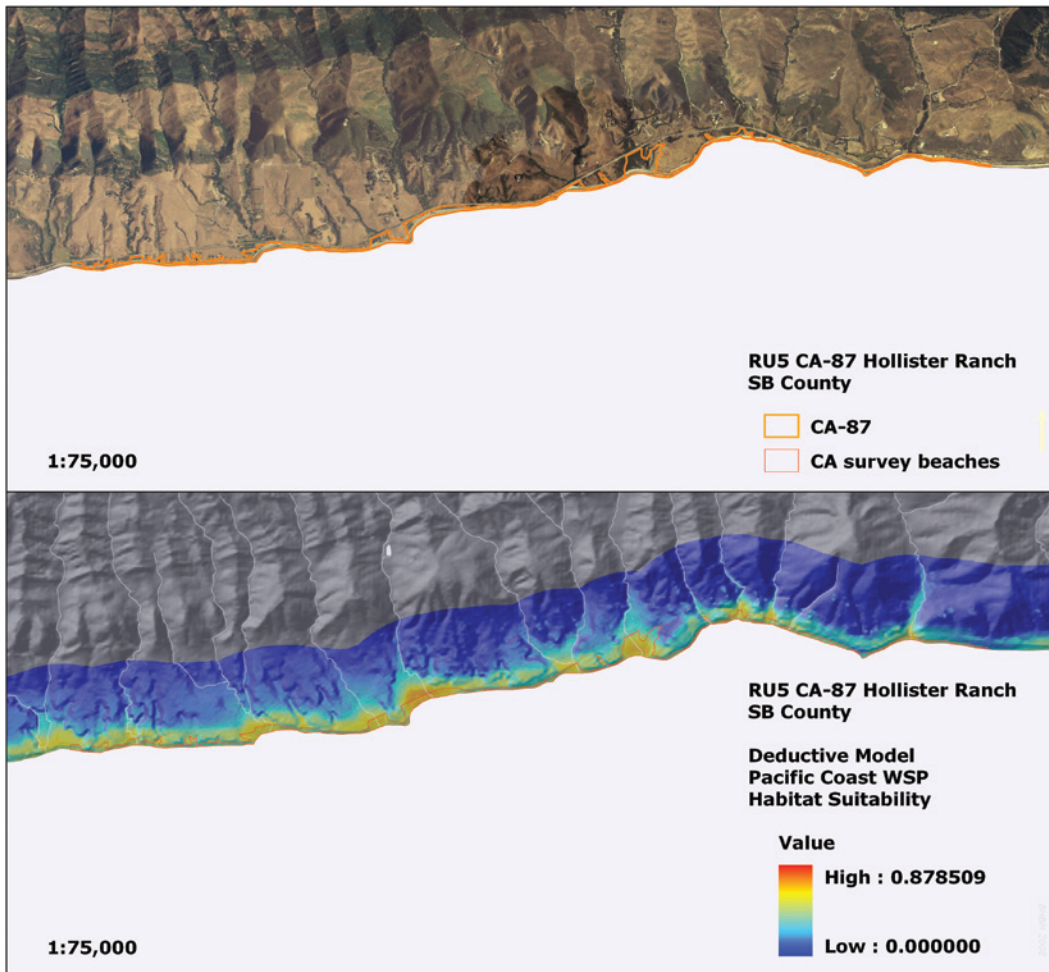 RU5 CA-87 Hollister Ranch
SB County
CA-87
CA survey beaches
1:75,000
RU5 CA-87 Hollister Ranch
SB County
Deductive Model
Pacific Coast WSP
Habitat Suitability
Value
High : 0.878509
Low : 0.000000
1:75,000